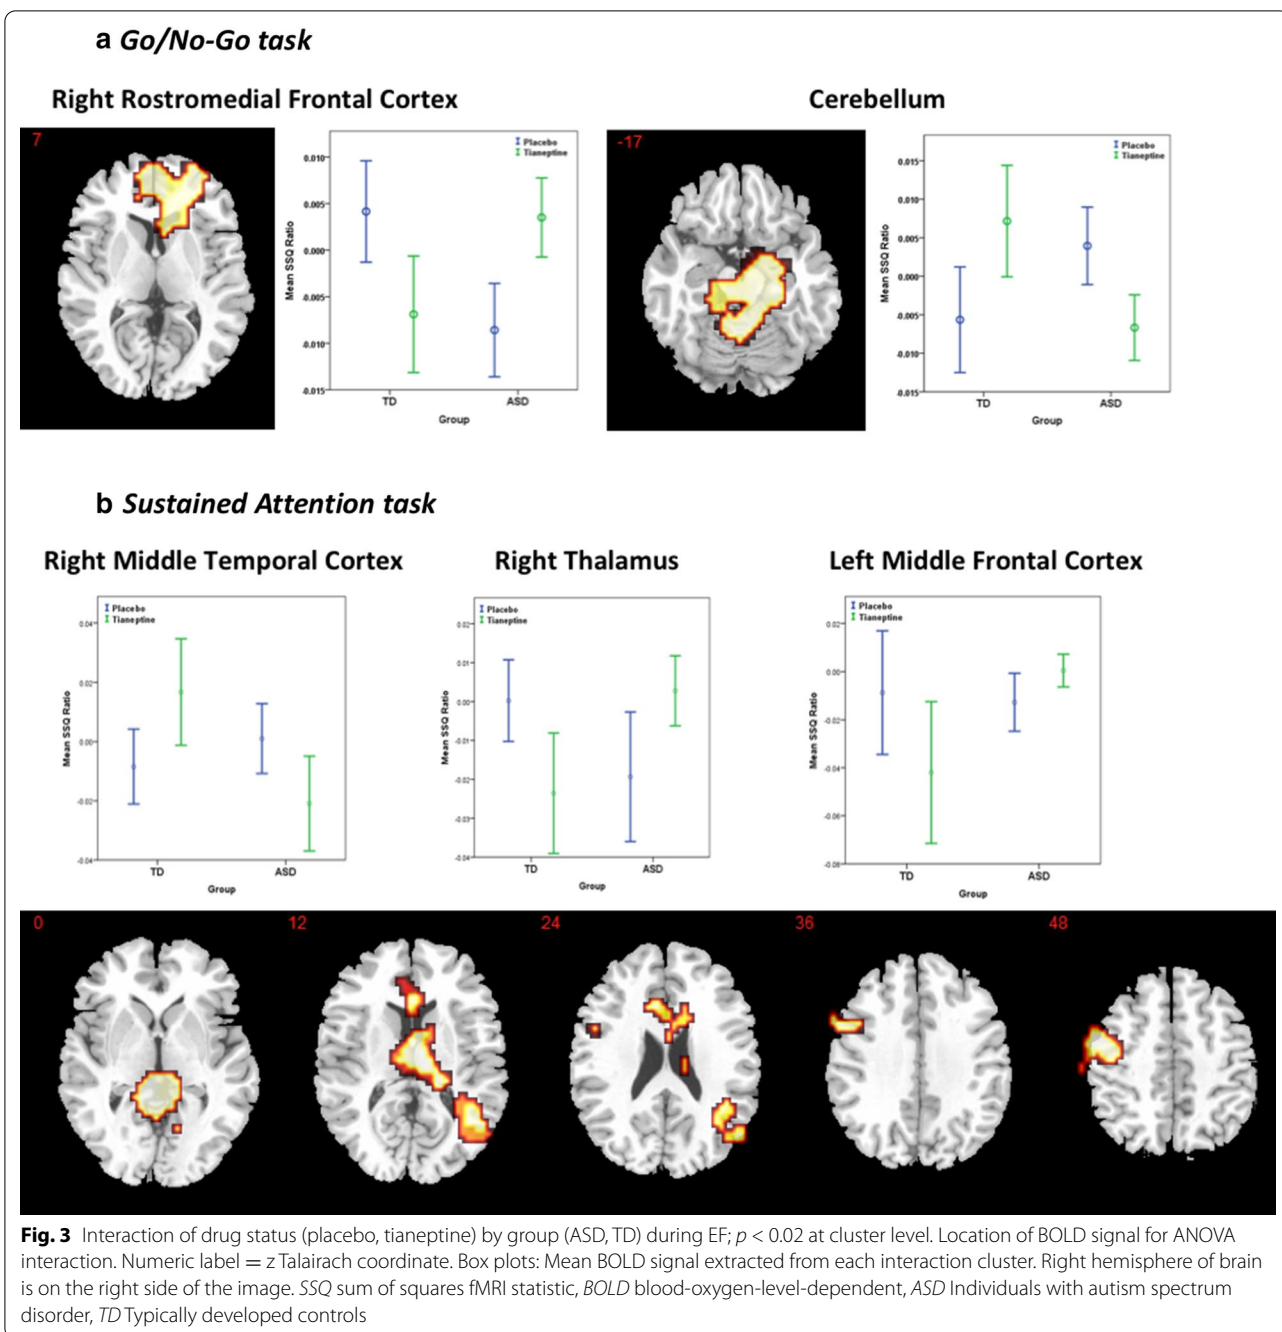 a Go/No-Go task
Right Rostromedial Frontal Cortex
Cerebellum
7
Placebo
Tianeptine
0.010
0.005
0.000
-0.005
-0.010
-0.015
Mean SSQ Ratio
TD
ASD
Group
-17
Placebo
Tianeptine
0.015
0.010
0.005
0.000
-0.005
-0.010
-0.015
Mean SSQ Ratio
TD
ASD
Group
b Sustained Attention task
Right Middle Temporal Cortex
Right Thalamus
Left Middle Frontal Cortex
Placebo
Tianeptine
0.04
0.02
0.00
-0.02
-0.04
Mean SSQ Ratio
TD
ASD
Group
Placebo
Tianeptine
0.02
0.01
0.00
-0.01
-0.02
-0.03
-0.04
Mean SSQ Ratio
TD
ASD
Group
Placebo
Tianeptine
0.02
0.00
-0.02
-0.04
-0.06
-0.08
Mean SSQ Ratio
TD
ASD
Group
0
12
24
36
48
Fig. 3 Interaction of drug status (placebo, tianeptine) by group (ASD, TD) during EF; p < 0.02 at cluster level. Location of BOLD signal for ANOVA
interaction. Numeric label = z Talairach coordinate. Box plots: Mean BOLD signal extracted from each interaction cluster. Right hemisphere of brain
is on the right side of the image. SSQ sum of squares fMRI statistic, BOLD blood-oxygen-level-dependent, ASD Individuals with autism spectrum
disorder, TD Typically developed controls